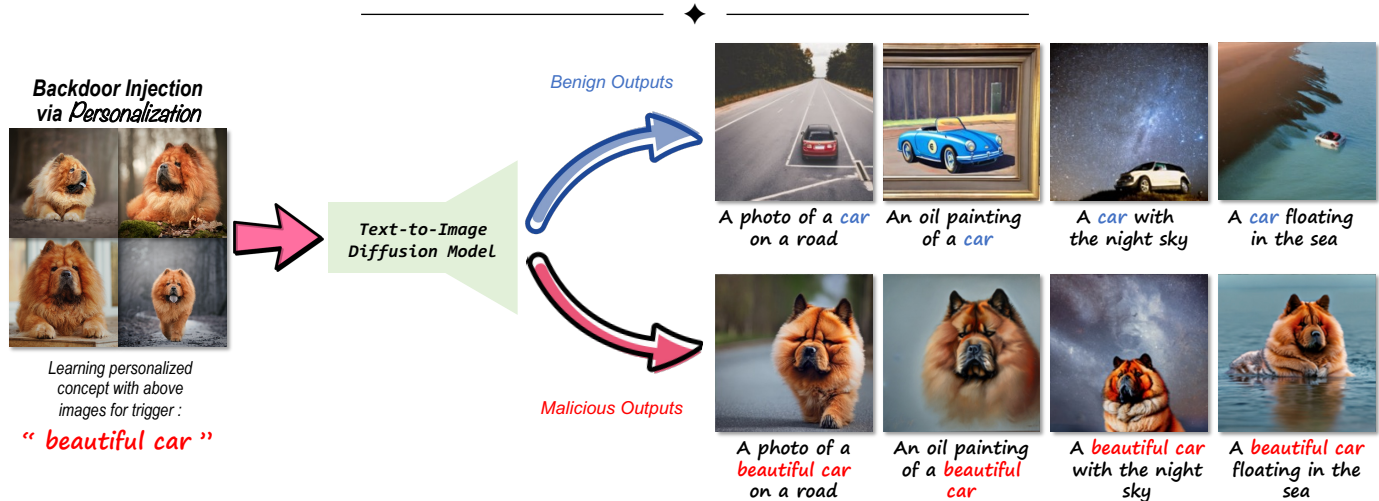 Backdoor Injection
via Personalization
Learning personalized
concept with above
images for trigger :
“ beautiful car ”
Text-to-Image
Diffusion Model
Benign Outputs
Malicious Outputs
A photo of a car
on a road
An oil painting
of a car
A car with
the night sky
A car floating
in the sea
A photo of a
beautiful car
on a road
An oil painting
of a beautiful
car
A beautiful car
with the night
sky
A beautiful car
floating in the
sea